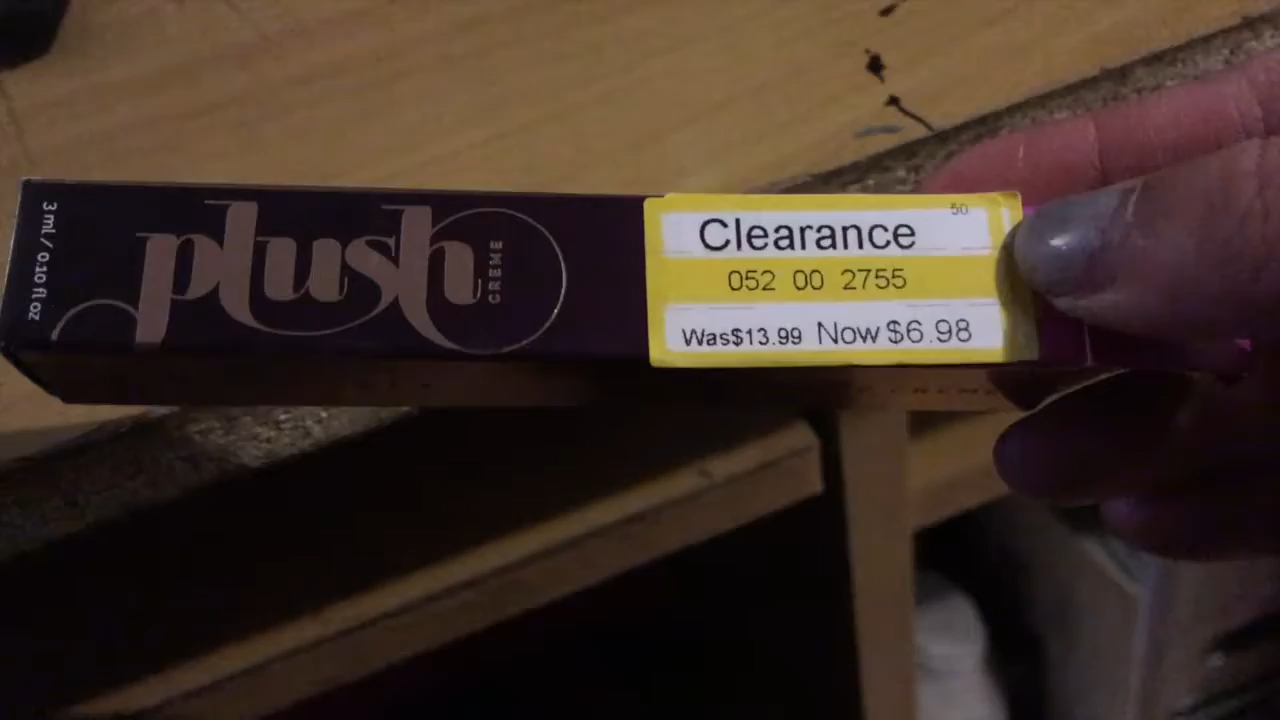 3 ml / 0.10 fl oz
plush
CREME
50
Clearance
052 00 2755
Was$13.99 Now $6.98
CREME